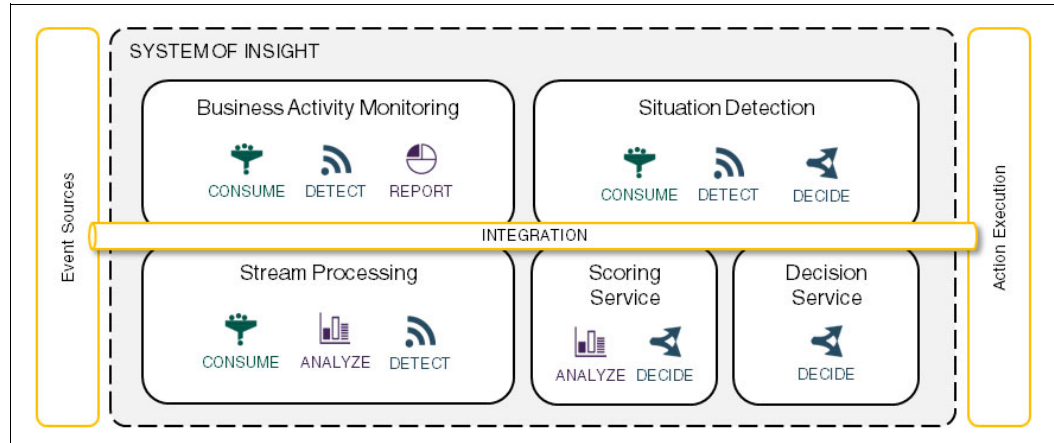 SYSTEM OF INSIGHT
Event Sources
Business Activity Monitoring
CONSUME DETECT REPORT
Situation Detection
CONSUME DETECT DECIDE
INTEGRATION
Stream Processing
CONSUME ANALYZE DETECT
Scoring
Service
ANALYZE DECIDE
Decision
Service
DECIDE
Action Execution